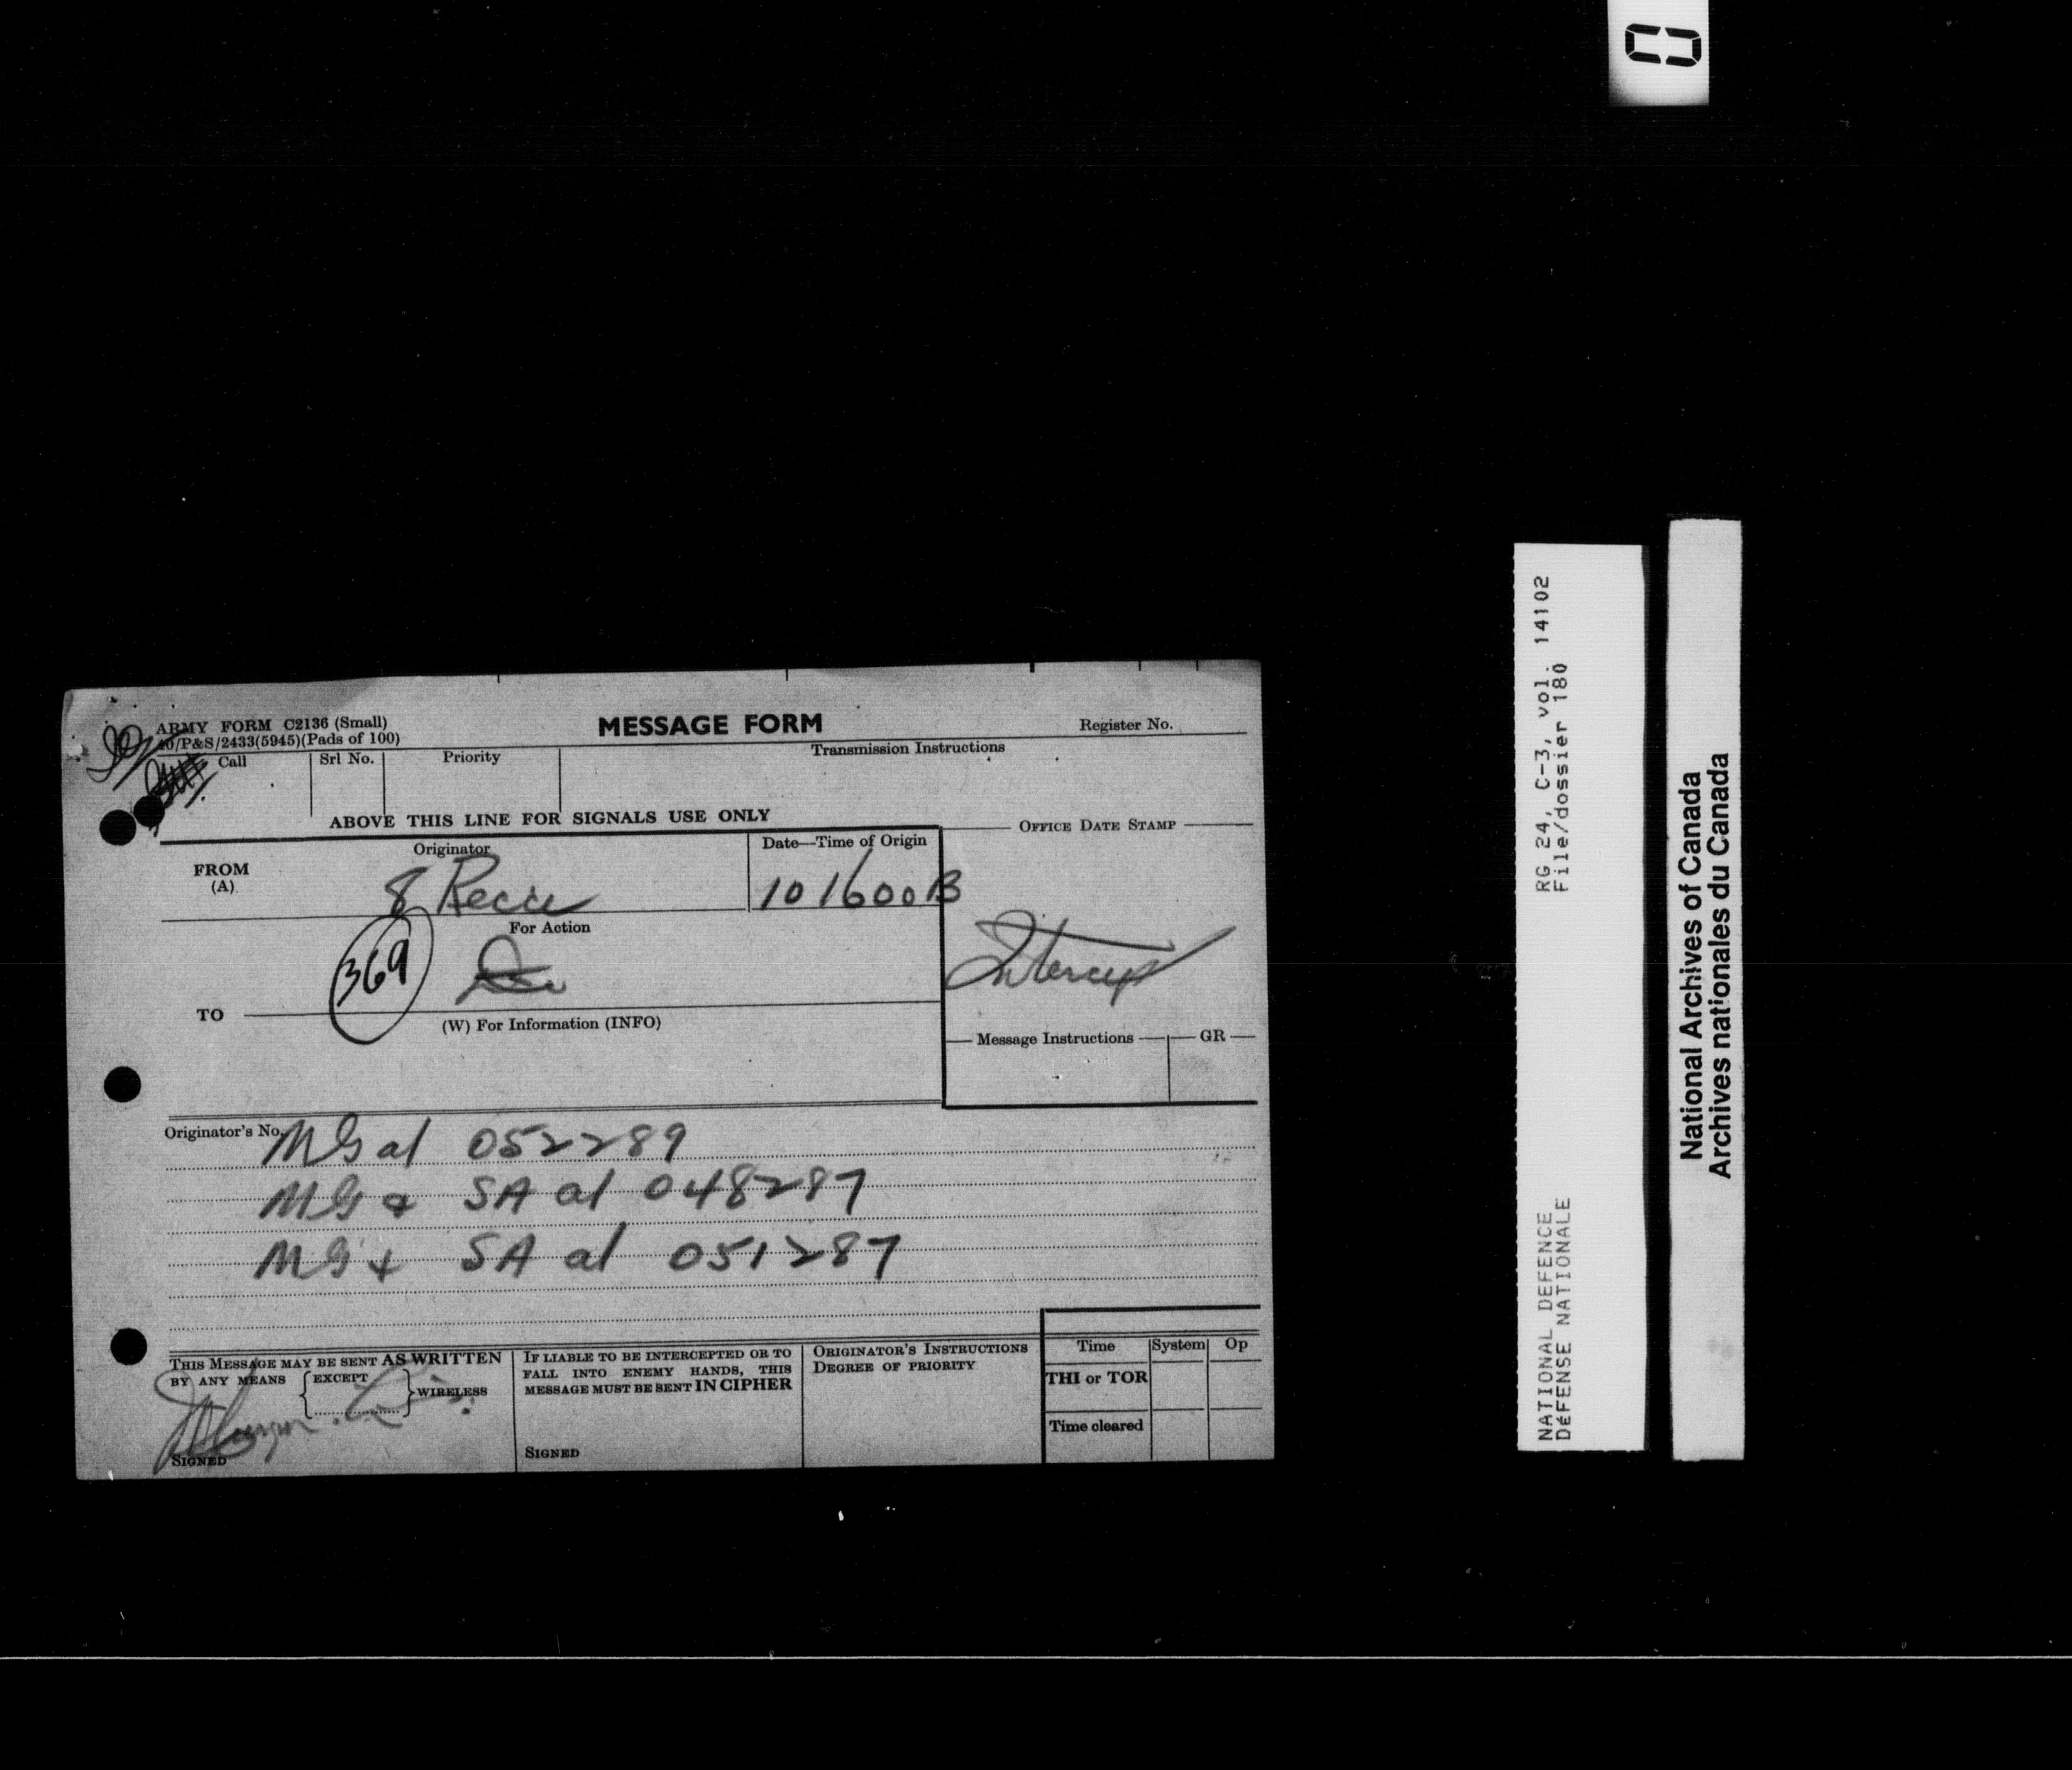 ARMY FORM C2136 (Small)
40/P&S/2433(5945)(Pads of 100)
MESSAGE FORM
Register No.
Call
Srl No.
Priority
Transmission Instructions
ABOVE THIS LINE FOR SIGNALS USE ONLY
OFFICE DATE STAMP
FROM
(A)
Originator
8 Recce
Date—Time of Origin
101600B
For Action
369
Intercept
TO
(W) For Information (INFO)
Message Instructions
GR
Originator's No.
MG at 052289
MG & SA at 048287
MG + SA at 051287
THIS MESSAGE MAY BE SENT AS WRITTEN
BY ANY MEANS
EXCEPT
WIRELESS
SIGNED
IF LIABLE TO BE INTERCEPTED OR TO
FALL INTO ENEMY HANDS, THIS
MESSAGE MUST BE SENT IN CIPHER
SIGNED
ORIGINATOR'S INSTRUCTIONS
DEGREE OF PRIORITY
Time
System
Op
THI or TOR
Time cleared
RG 24, C-3, vol. 14102
File/dossier 180
NATIONAL DEFENCE
DéFENSE NATIONALE
National Archives of Canada
Archives nationales du Canada